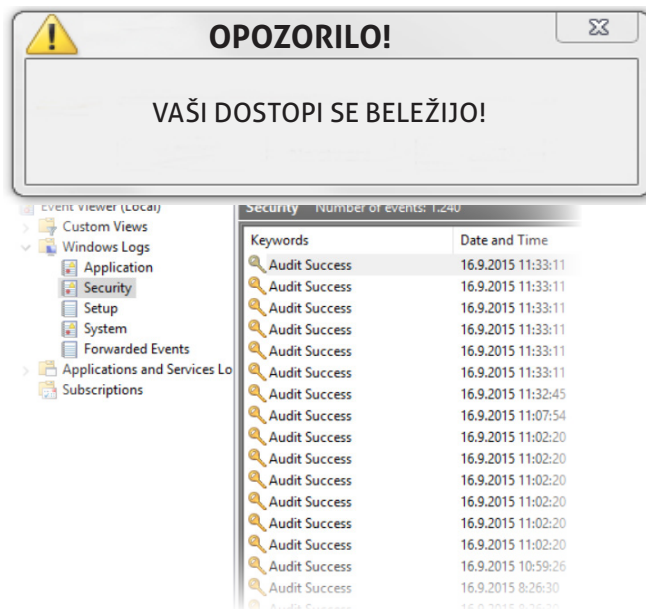 OPOZORILO!
VAŠI DOSTOPI SE BELEŽIJO!
Event Viewer (Local)
Custom Views
Windows Logs
Application
Security
Setup
System
Forwarded Events
Applications and Services Lo
Subscriptions
Security Number of events: 1.240
Keywords Date and Time
Audit Success 16.9.2015 11:33:11
Audit Success 16.9.2015 11:33:11
Audit Success 16.9.2015 11:33:11
Audit Success 16.9.2015 11:33:11
Audit Success 16.9.2015 11:33:11
Audit Success 16.9.2015 11:33:11
Audit Success 16.9.2015 11:32:45
Audit Success 16.9.2015 11:07:54
Audit Success 16.9.2015 11:02:20
Audit Success 16.9.2015 11:02:20
Audit Success 16.9.2015 11:02:20
Audit Success 16.9.2015 11:02:20
Audit Success 16.9.2015 11:02:20
Audit Success 16.9.2015 11:02:20
Audit Success 16.9.2015 10:59:26
Audit Success 16.9.2015 8:26:30
Audit Success